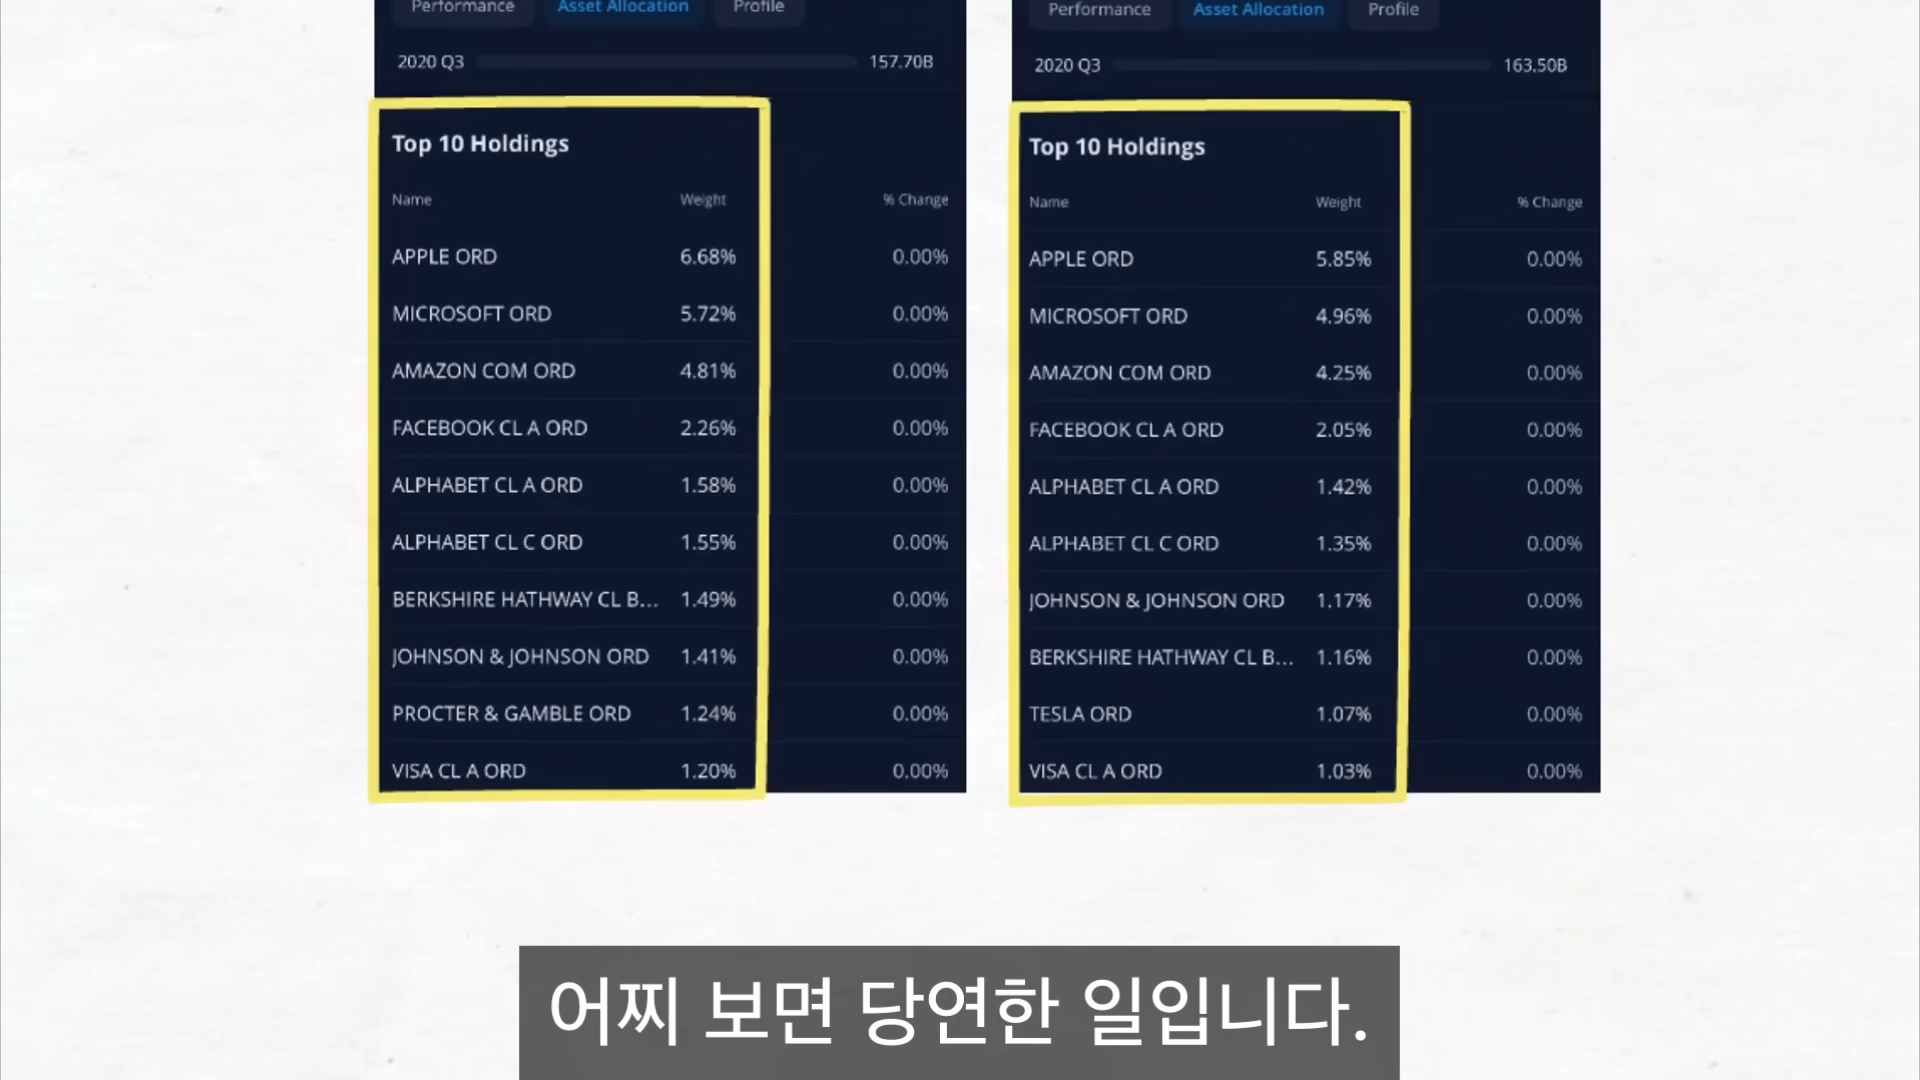 Performance Asset Allocation Profile
2020 Q3 157.70B
Top 10 Holdings
Name Weight % Change
APPLE ORD 6.68% 0.00%
MICROSOFT ORD 5.72% 0.00%
AMAZON COM ORD 4.81% 0.00%
FACEBOOK CL A ORD 2.26% 0.00%
ALPHABET CL A ORD 1.58% 0.00%
ALPHABET CL C ORD 1.55% 0.00%
BERKSHIRE HATHWAY CL B... 1.49% 0.00%
JOHNSON & JOHNSON ORD 1.41% 0.00%
PROCTER & GAMBLE ORD 1.24% 0.00%
VISA CL A ORD 1.20% 0.00%
Performance Asset Allocation Profile
2020 Q3 163.50B
Top 10 Holdings
Name Weight % Change
APPLE ORD 5.85% 0.00%
MICROSOFT ORD 4.96% 0.00%
AMAZON COM ORD 4.25% 0.00%
FACEBOOK CL A ORD 2.05% 0.00%
ALPHABET CL A ORD 1.42% 0.00%
ALPHABET CL C ORD 1.35% 0.00%
JOHNSON & JOHNSON ORD 1.17% 0.00%
BERKSHIRE HATHWAY CL B... 1.16% 0.00%
TESLA ORD 1.07% 0.00%
VISA CL A ORD 1.03% 0.00%
어찌 보면 당연한 일입니다.